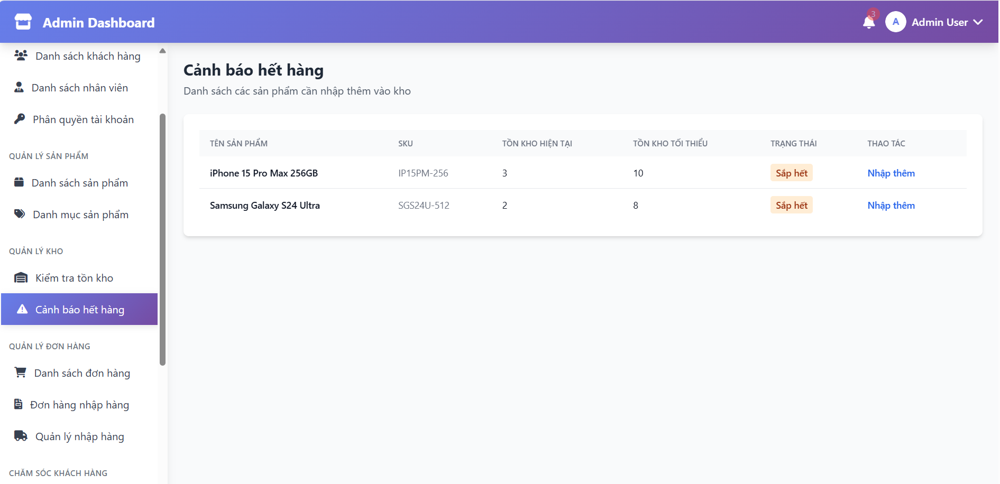 Admin Dashboard
3
A
Admin User
Danh sách khách hàng
Danh sách nhân viên
Phân quyền tài khoản
QUẢN LÝ SẢN PHẨM
Danh sách sản phẩm
Danh mục sản phẩm
QUẢN LÝ KHO
Kiểm tra tồn kho
Cảnh báo hết hàng
QUẢN LÝ ĐƠN HÀNG
Danh sách đơn hàng
Đơn hàng nhập hàng
Quản lý nhập hàng
CHĂM SÓC KHÁCH HÀNG
Cảnh báo hết hàng
Danh sách các sản phẩm cần nhập thêm vào kho
TÊN SẢN PHẨM SKU TỒN KHO HIỆN TẠI TỒN KHO TỐI THIỂU TRẠNG THÁI THAO TÁC
iPhone 15 Pro Max 256GB IP15PM-256 3 10 Sắp hết Nhập thêm
Samsung Galaxy S24 Ultra SGS24U-512 2 8 Sắp hết Nhập thêm